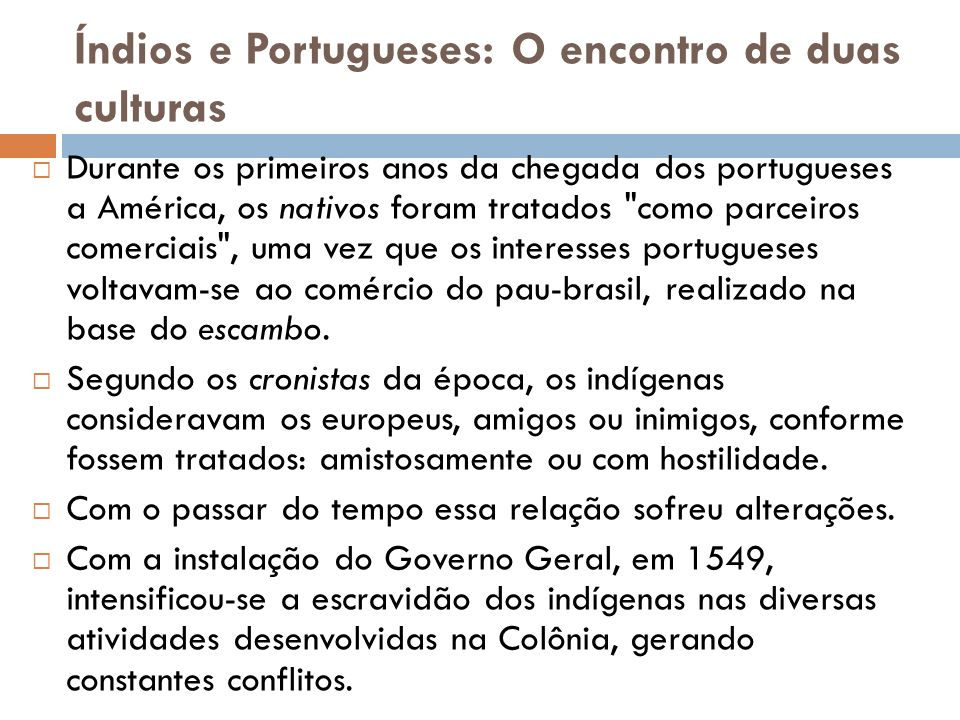 Índios e Portugueses: O encontro de duas
culturas
Durante os primeiros anos da chegada dos portugueses
a América, os nativos foram tratados "como parceiros
comerciais", uma vez que os interesses portugueses
voltavam-se ao comércio do pau-brasil, realizado na
base do escambo.
Segundo os cronistas da época, os indígenas
consideravam os europeus, amigos ou inimigos, conforme
fossem tratados: amistosamente ou com hostilidade.
Com o passar do tempo essa relação sofreu alterações.
Com a instalação do Governo Geral, em 1549,
intensificou-se a escravidão dos indígenas nas diversas
atividades desenvolvidas na Colônia, gerando
constantes conflitos.